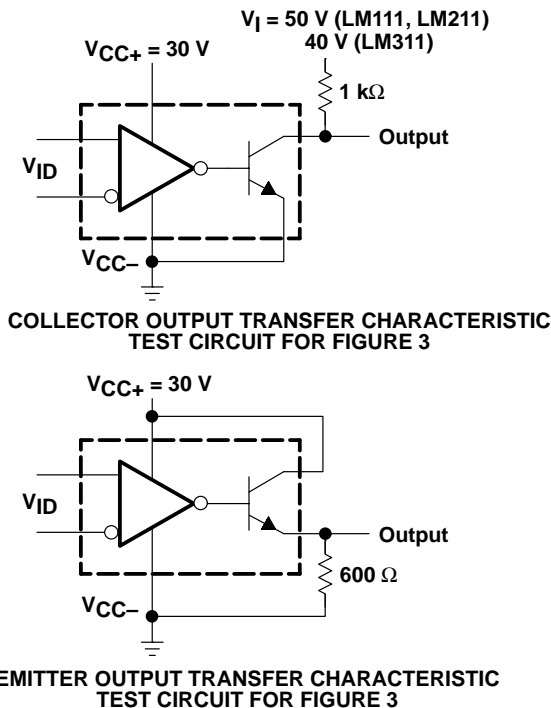 V_I = 50 V (LM111, LM211)
40 V (LM311)
V_CC+ = 30 V
1 kΩ
Output
V_ID
V_CC–
COLLECTOR OUTPUT TRANSFER CHARACTERISTIC
TEST CIRCUIT FOR FIGURE 3
V_CC+ = 30 V
V_ID
Output
600 Ω
V_CC–
EMITTER OUTPUT TRANSFER CHARACTERISTIC
TEST CIRCUIT FOR FIGURE 3